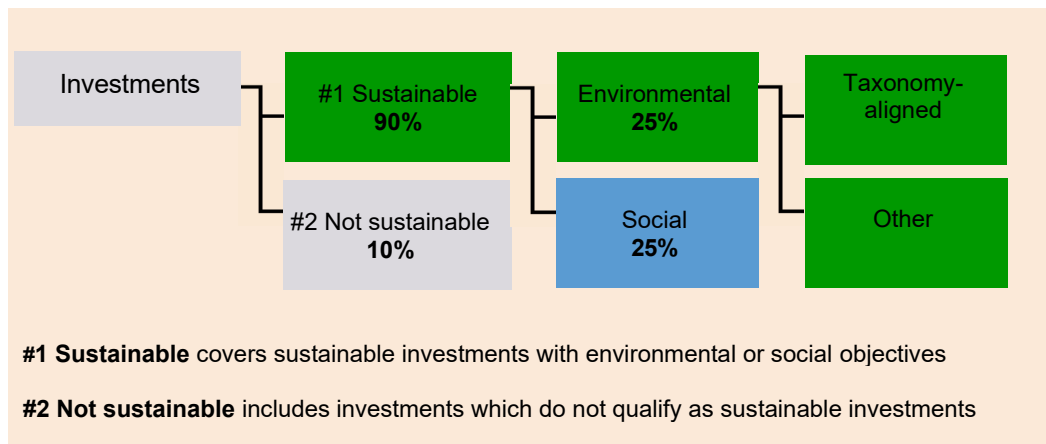 Investments
#1 Sustainable
90%
#2 Not sustainable
10%
Environmental
25%
Social
25%
Taxonomy-
aligned
Other
#1 Sustainable covers sustainable investments with environmental or social objectives
#2 Not sustainable includes investments which do not qualify as sustainable investments